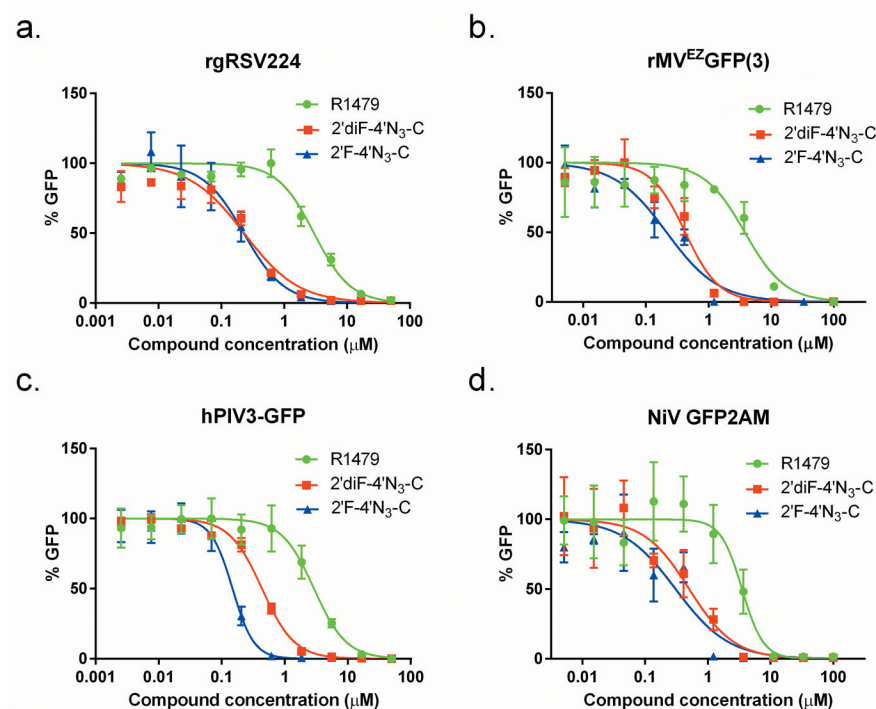 a.
rgRSV224
% GFP
150
100
50
0
0.001
0.01
0.1
1
10
100
Compound concentration (μM)
R1479
2'diF-4'N₃-C
2'F-4'N₃-C
b.
rMV^EZGFP(3)
% GFP
150
100
50
0
0.01
0.1
1
10
100
Compound concentration (μM)
R1479
2'diF-4'N₃-C
2'F-4'N₃-C
c.
hPIV3-GFP
% GFP
150
100
50
0
0.001
0.01
0.1
1
10
100
Compound concentration (μM)
R1479
2'diF-4'N₃-C
2'F-4'N₃-C
d.
NiV GFP2AM
% GFP
150
100
50
0
0.01
0.1
1
10
100
Compound concentration (μM)
R1479
2'diF-4'N₃-C
2'F-4'N₃-C